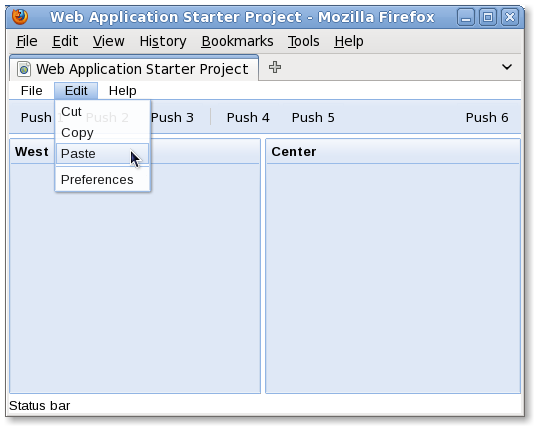 Web Application Starter Project - Mozilla Firefox
File Edit View History Bookmarks Tools Help
Web Application Starter Project
File Edit Help
Push 1 Push 2 Push 3 Push 4 Push 5 Push 6
Cut
Copy
Paste
Preferences
West
Center
Status bar